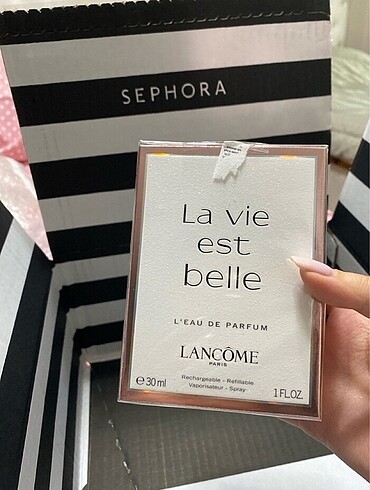 SEPHORA
La vie
est
belle
L'EAU DE PARFUM
LANCÔME
PARIS
Rechargeable - Refillable
Vaporisateur - Spray
℮ 30 ml
1 FL.OZ.